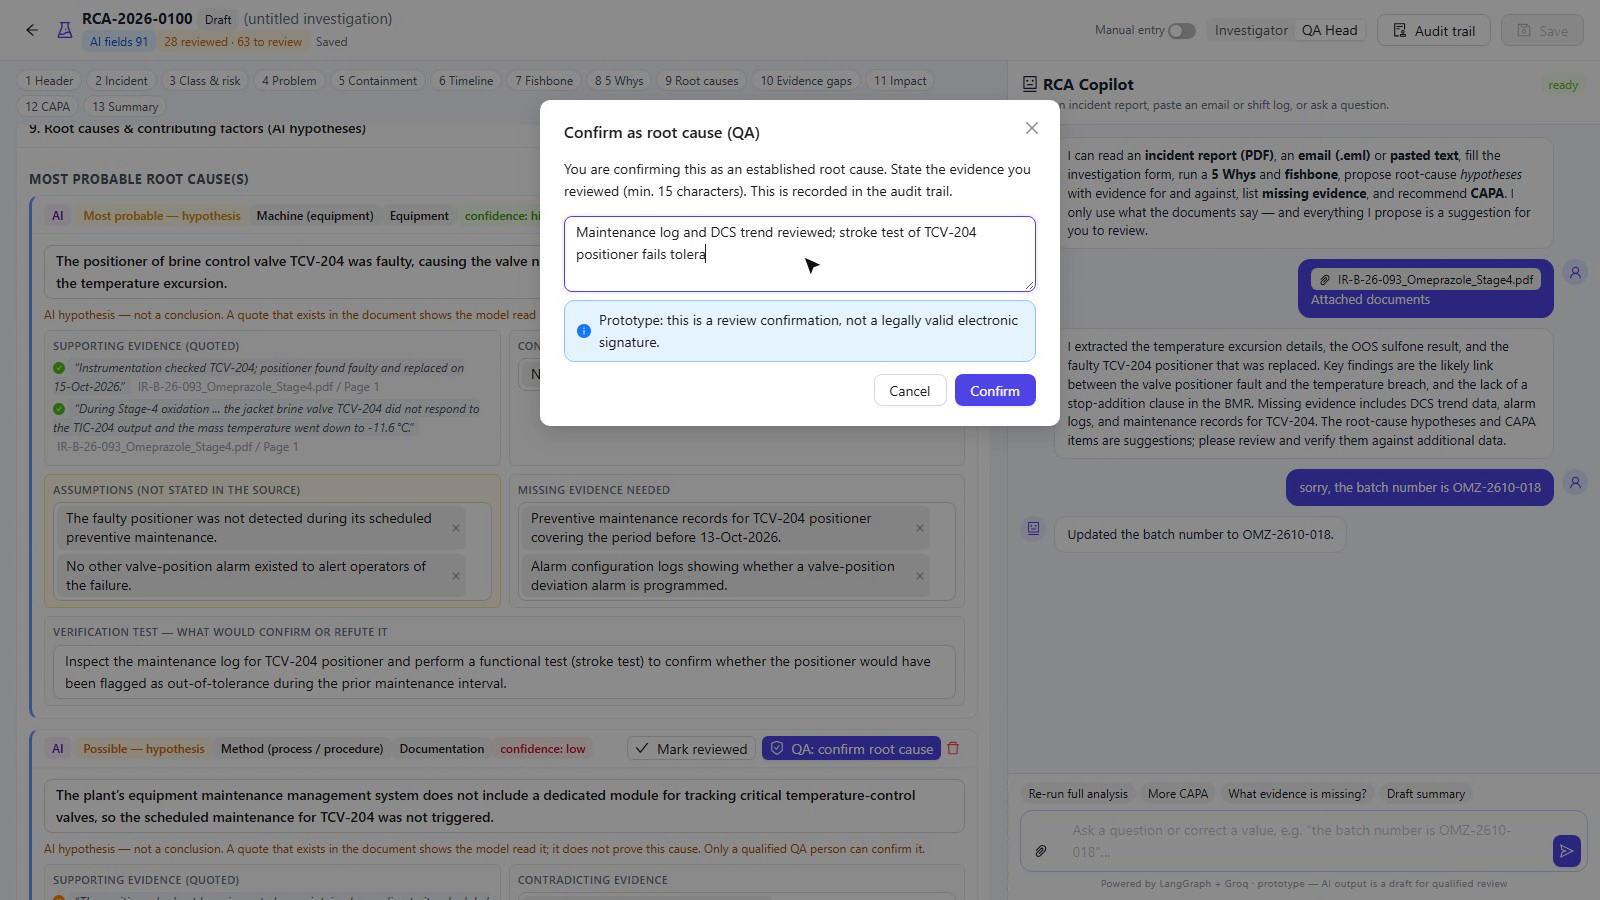 RCA-2026-0100 Draft (untitled investigation)
AI fields 91 28 reviewed · 63 to review Saved
Manual entry Investigator QA Head Audit trail Save
1 Header 2 Incident 3 Class & risk 4 Problem 5 Containment 6 Timeline 7 Fishbone 8 5 Whys 9 Root causes 10 Evidence gaps 11 Impact
12 CAPA 13 Summary
9. Root causes & contributing factors (AI hypotheses)
MOST PROBABLE ROOT CAUSE(S)
AI Most probable — hypothesis Machine (equipment) Equipment confidence: hi
The positioner of brine control valve TCV-204 was faulty, causing the valve n
the temperature excursion.
AI hypothesis — not a conclusion. A quote that exists in the document shows the model read
SUPPORTING EVIDENCE (QUOTED)
"Instrumentation checked TCV-204; positioner found faulty and replaced on
15-Oct-2026." IR-B-26-093_Omeprazole_Stage4.pdf / Page 1
"During Stage-4 oxidation ... the jacket brine valve TCV-204 did not respond to
the TIC-204 output and the mass temperature went down to -11.6 °C."
IR-B-26-093_Omeprazole_Stage4.pdf / Page 1
CON
N
ASSUMPTIONS (NOT STATED IN THE SOURCE)
The faulty positioner was not detected during its scheduled
preventive maintenance.
No other valve-position alarm existed to alert operators of
the failure.
MISSING EVIDENCE NEEDED
Preventive maintenance records for TCV-204 positioner
covering the period before 13-Oct-2026.
Alarm configuration logs showing whether a valve-position
deviation alarm is programmed.
VERIFICATION TEST — WHAT WOULD CONFIRM OR REFUTE IT
Inspect the maintenance log for TCV-204 positioner and perform a functional test (stroke test) to confirm whether the positioner would have
been flagged as out-of-tolerance during the prior maintenance interval.
AI Possible — hypothesis Method (process / procedure) Documentation confidence: low Mark reviewed QA: confirm root cause
The plant's equipment maintenance management system does not include a dedicated module for tracking critical temperature-control
valves, so the scheduled maintenance for TCV-204 was not triggered.
AI hypothesis — not a conclusion. A quote that exists in the document shows the model read it; it does not prove this cause. Only a qualified QA person can confirm it.
SUPPORTING EVIDENCE (QUOTED)
CONTRADICTING EVIDENCE
Confirm as root cause (QA)
You are confirming this as an established root cause. State the evidence you
reviewed (min. 15 characters). This is recorded in the audit trail.
Maintenance log and DCS trend reviewed; stroke test of TCV-204
positioner fails tolera
Prototype: this is a review confirmation, not a legally valid electronic
signature.
Cancel Confirm
RCA Copilot ready
n incident report, paste an email or shift log, or ask a question.
I can read an incident report (PDF), an email (.eml) or pasted text, fill the
investigation form, run a 5 Whys and fishbone, propose root-cause hypotheses
with evidence for and against, list missing evidence, and recommend CAPA. I
only use what the documents say — and everything I propose is a suggestion for
you to review.
IR-B-26-093_Omeprazole_Stage4.pdf
Attached documents
I extracted the temperature excursion details, the OOS sulfone result, and the
faulty TCV-204 positioner that was replaced. Key findings are the likely link
between the valve positioner fault and the temperature breach, and the lack of a
stop-addition clause in the BMR. Missing evidence includes DCS trend data, alarm
logs, and maintenance records for TCV-204. The root-cause hypotheses and CAPA
items are suggestions; please review and verify them against additional data.
sorry, the batch number is OMZ-2610-018
Updated the batch number to OMZ-2610-018.
Re-run full analysis More CAPA What evidence is missing? Draft summary
Ask a question or correct a value, e.g. "the batch number is OMZ-2610-
018"...
Powered by LangGraph + Groq · prototype — AI output is a draft for qualified review